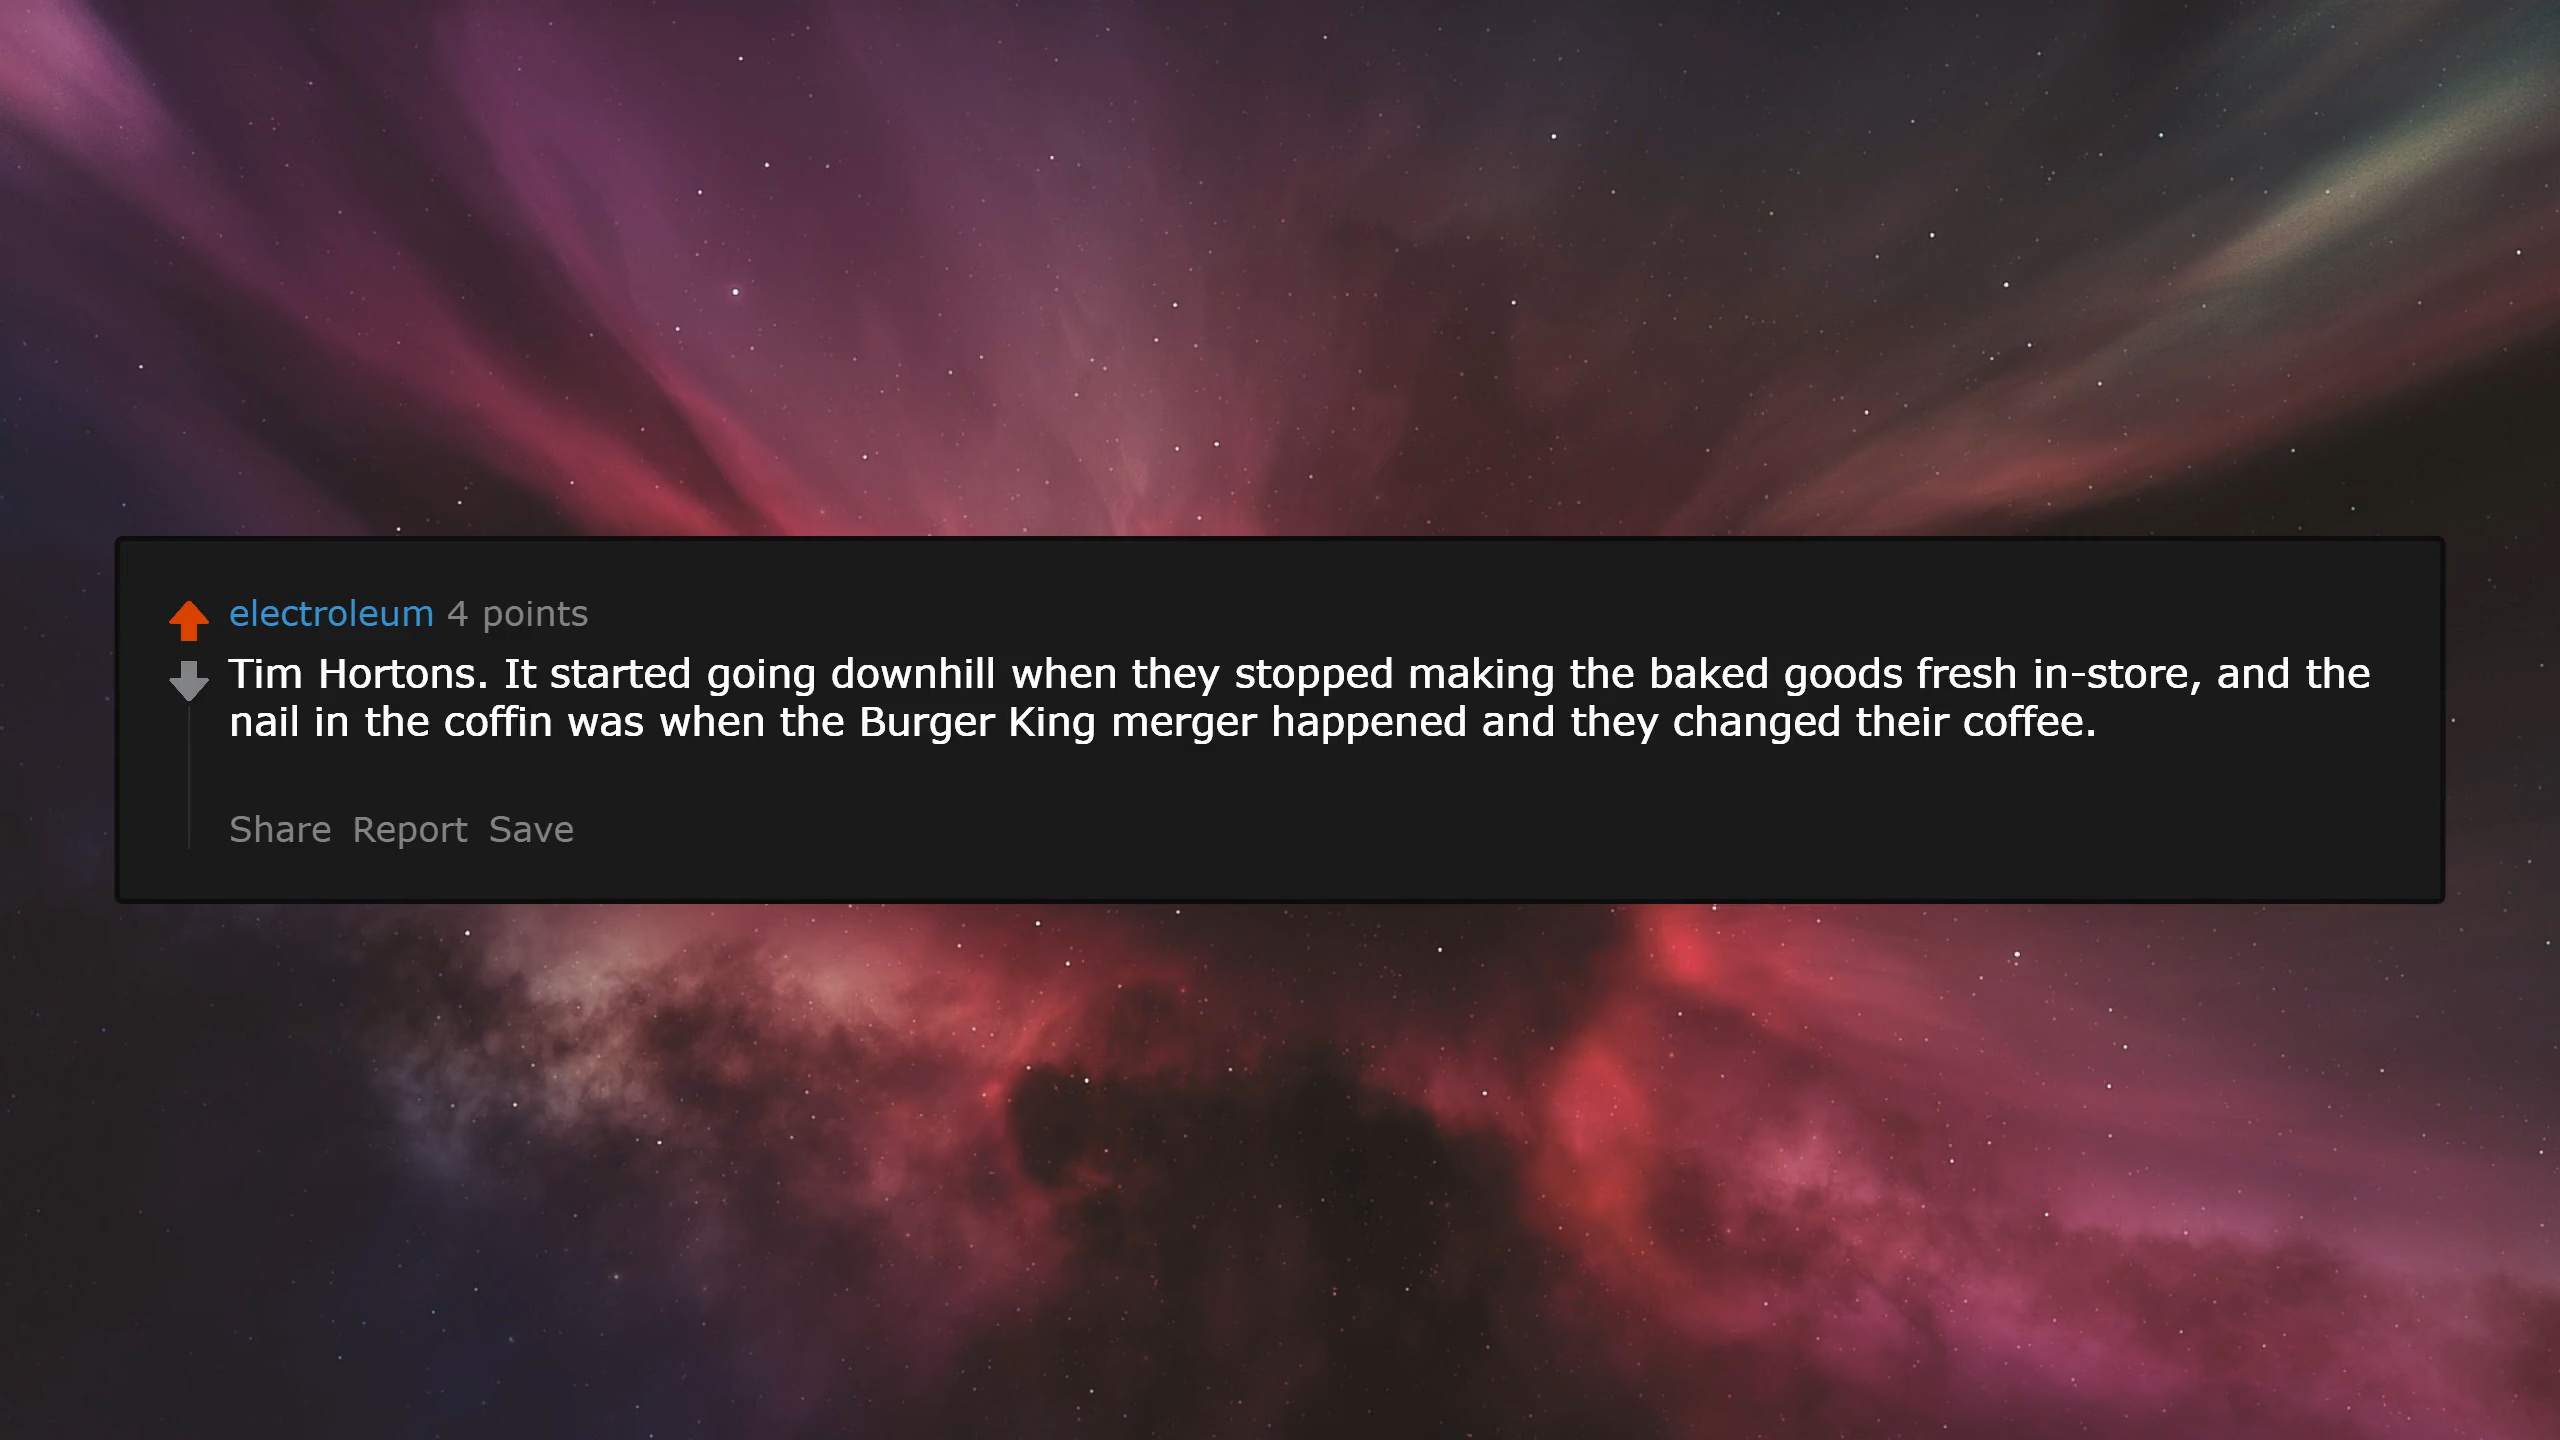 electroleum 4 points
Tim Hortons. It started going downhill when they stopped making the baked goods fresh in-store, and the
nail in the coffin was when the Burger King merger happened and they changed their coffee.
Share Report Save